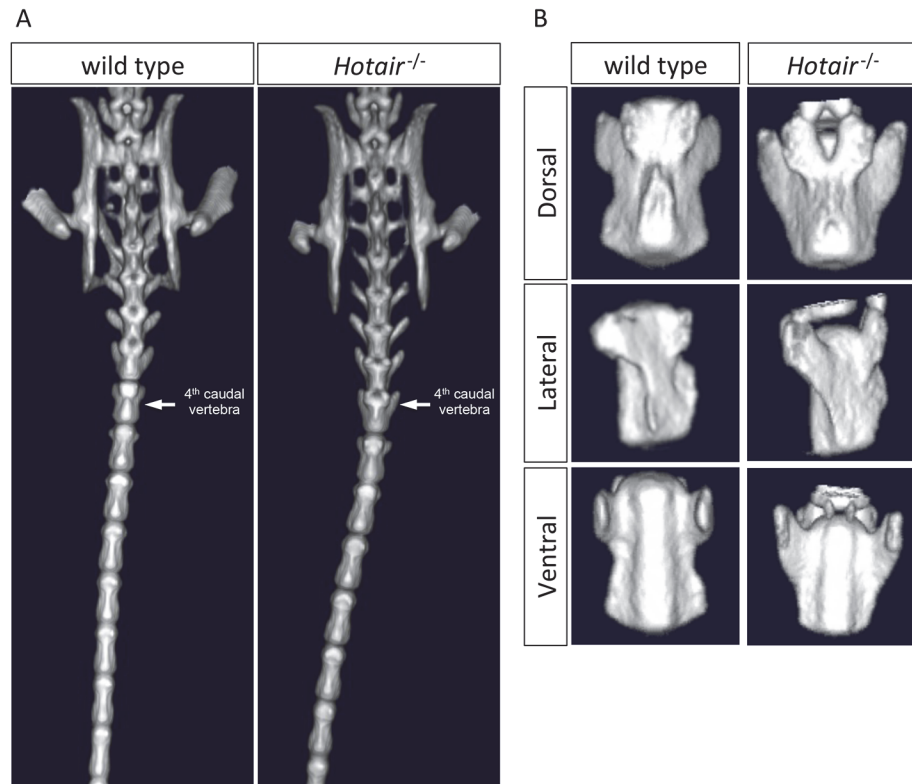 A
wild type
Hotair-/-
4th caudal
vertebra
4th caudal
vertebra
B
wild type
Hotair-/-
Dorsal
Lateral
Ventral